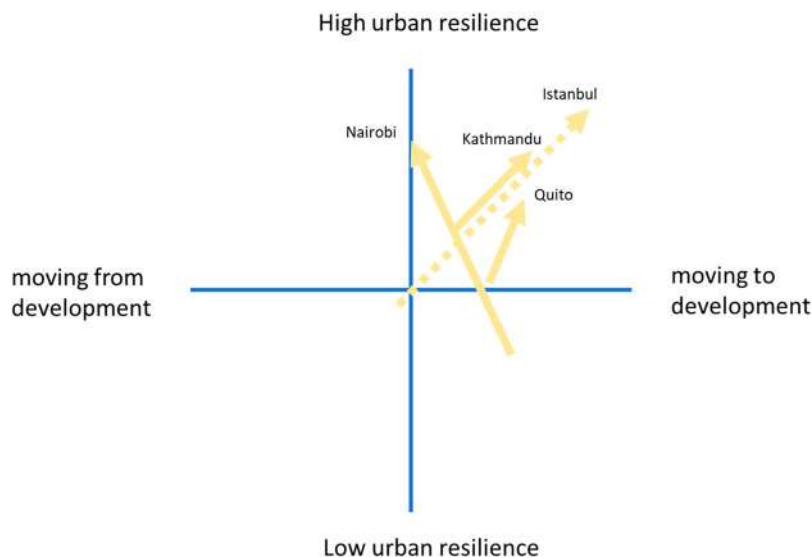 High urban resilience
Istanbul
Nairobi
Kathmandu
Quito
moving from
development
moving to
development
Low urban resilience